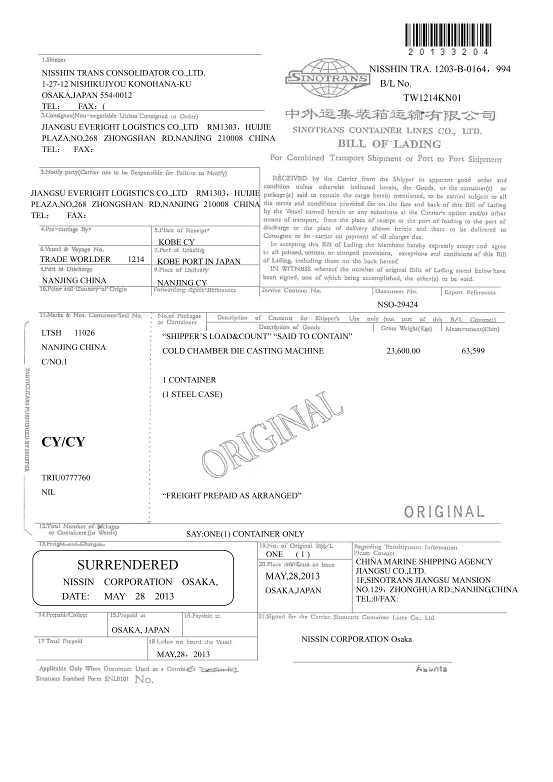 20133204
1.Shipper
NISSHIN TRANS CONSOLIDATOR CO.,LTD.
1-27-12 NISHIKUJYOU KONOHANA-KU
OSAKA,JAPAN 554-0012
TEL: FAX: (
SINOTRANS
NISSHIN TRA. 1203-B-0164, 994
B/L No.
TW1214KN01
中外运集装箱运输有限公司
SINOTRANS CONTAINER LINES CO., LTD.
BILL OF LADING
For Combined Transport Shipment or Port to Port Shipment
2.Consignee(Non-negotiable Unless Consigned to Order)
JIANGSU EVERIGHT LOGISTICS CO.,LTD RM1303, HUIJIE
PLAZA,NO,268 ZHONGSHAN RD,NANJING 210008 CHINA
TEL: FAX:
3.Notify party(Carrier not to be Responsible for Failure to Notify)
JIANGSU EVERIGHT LOGISTICS CO.,LTD RM1303, HUIJIE
PLAZA,NO,268 ZHONGSHAN RD,NANJING 210008 CHINA
TEL: FAX:
RECEIVED by the Carrier from the Shipper in apparent good order and
condition unless otherwise indicated herein, the Goods, or the container(s) or
package(s) said to contain the cargo herein mentioned, to be carried subject to all
the terms and conditions provided for on the face and back of this Bill of Lading
by the Vessel named herein or any substitute at the Carrier's option and/or other
means of transport, from the place of receipt or the port of loading to the port of
discharge or the place of delivery shown herein and there to be delivered to
Consignee or on-carrier on payment of all charges due.
In accepting this Bill of Lading the Merchant hereby expressly accept and agree
to all printed, written or stamped provisions, exceptions and conditions of this Bill
of Lading, including those on the back hereof.
IN WITNESS whereof the number of original Bills of Lading stated below have
been signed, one of which being accomplished, the other(s) to be void.
4.Pre-carriage By*
5.Place of Receipt*
KOBE CY
6.Vessel & Voyage No.
7.Port of Loading
TRADE WORLDER 1214
KOBE PORT IN JAPAN
8.Port of Discharge
9.Place of Delivery
NANJING CHINA
NANJING CY
10.Point and Country of Origin
Forwarding Agent References
Service Contract No.
Document No.
Export References
NSO-29424
11.Marks & Nos, Container/Seal No.
No.of Packages
or Containers
Description of Contents for Shipper's Use only (not part of this B/L Contract)
Description of Goods
Gross Weight(Kgs)
Measurement(Cbm)
LTSH 11026
"SHIPPER'S LOAD&COUNT" "SAID TO CONTAIN"
NANJING CHINA
COLD CHAMBER DIE CASTING MACHINE
23,600.00
63,599
C/NO.1
1 CONTAINER
(1 STEEL CASE)
PARTICULARS FURNISHED BY SHIPPER
ORIGINAL
CY/CY
TRIU0777760
NIL
"FREIGHT PREPAID AS ARRANGED"
ORIGINAL
12.Total Number of Packages
or Containers (in Words)
SAY:ONE(1) CONTAINER ONLY
13.Freight and Charges
SURRENDERED
NISSIN CORPORATION OSAKA,
DATE: MAY 28 2013
19.No. of Original B(s)/L
ONE (1)
20.Place and Date of Issue
MAY,28,2013
OSAKA,JAPAN
Regarding Transhipment Information
Please Contact
CHINA MARINE SHIPPING AGENCY
JIANGSU CO.,LTD.
1F,SINOTRANS JIANGSU MANSION
NO.129, ZHONGHUA RD.,NANJING,CHINA
TEL:0/FAX:
14.Prepaid/Collect
15.Prepaid at
16.Payable at
OSAKA, JAPAN
17.Total Prepaid
18.Laden on board the Vessel
MAY,28, 2013
21.Signed for the Carrier, Sinotrans Container Lines Co., Ltd.
NISSIN CORPORATION Osaka
Agents
Applicable Only When Document Used as a Combined Transport
Sinotrans Standard Form SNL0101 No.